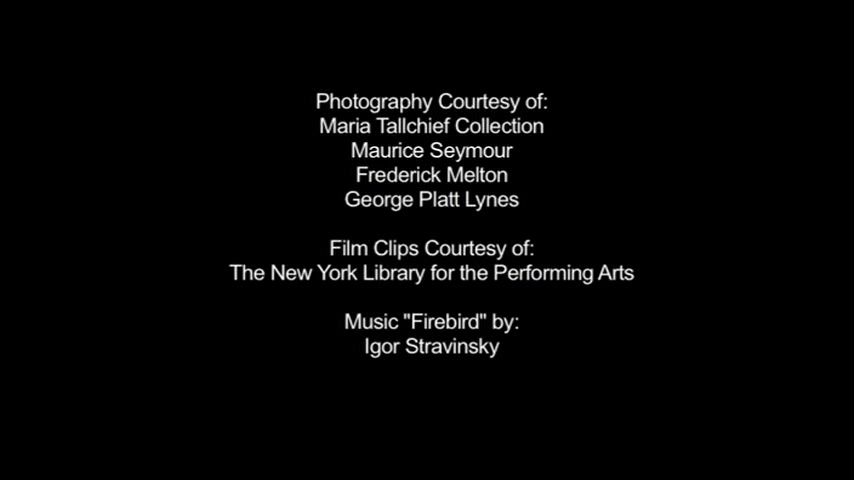 Photography Courtesy of:
Maria Tallchief Collection
Maurice Seymour
Frederick Melton
George Platt Lynes
Film Clips Courtesy of:
The New York Library for the Performing Arts
Music "Firebird" by:
Igor Stravinsky